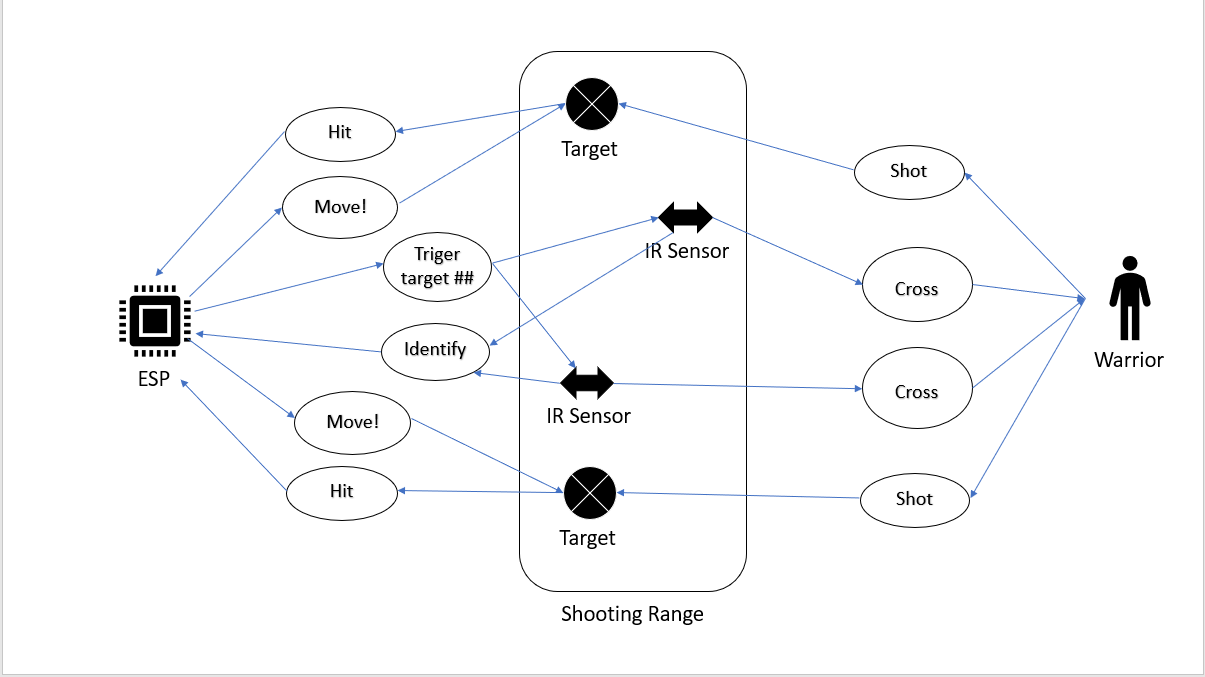 Hit
Target
Shot
Move!
Triger
target ##
IR Sensor
Cross
Identify
Warrior
ESP
Cross
IR Sensor
Move!
Hit
Shot
Target
Shooting Range